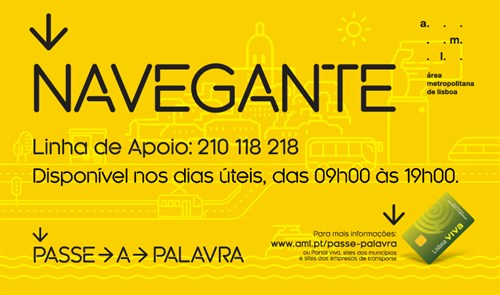 a.
.m.
l.
área
metropolitana
de lisboa
NAVEGANTE
Linha de Apoio: 210 118 218
Disponível nos dias úteis, das 09h00 às 19h00.
Para mais informações:
www.aml.pt/passe-palavra
ou Portal Viva, sites dos municípios
e sites das empresas de transporte
PASSE→A→PALAVRA
Lisboa
viva